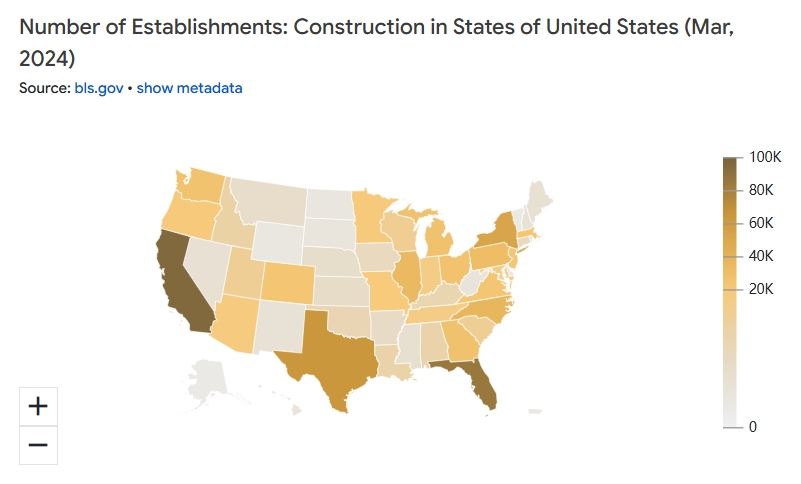 Number of Establishments: Construction in States of United States (Mar,
2024)
Source: bls.gov • show metadata
100K
80K
60K
40K
20K
0
+
−